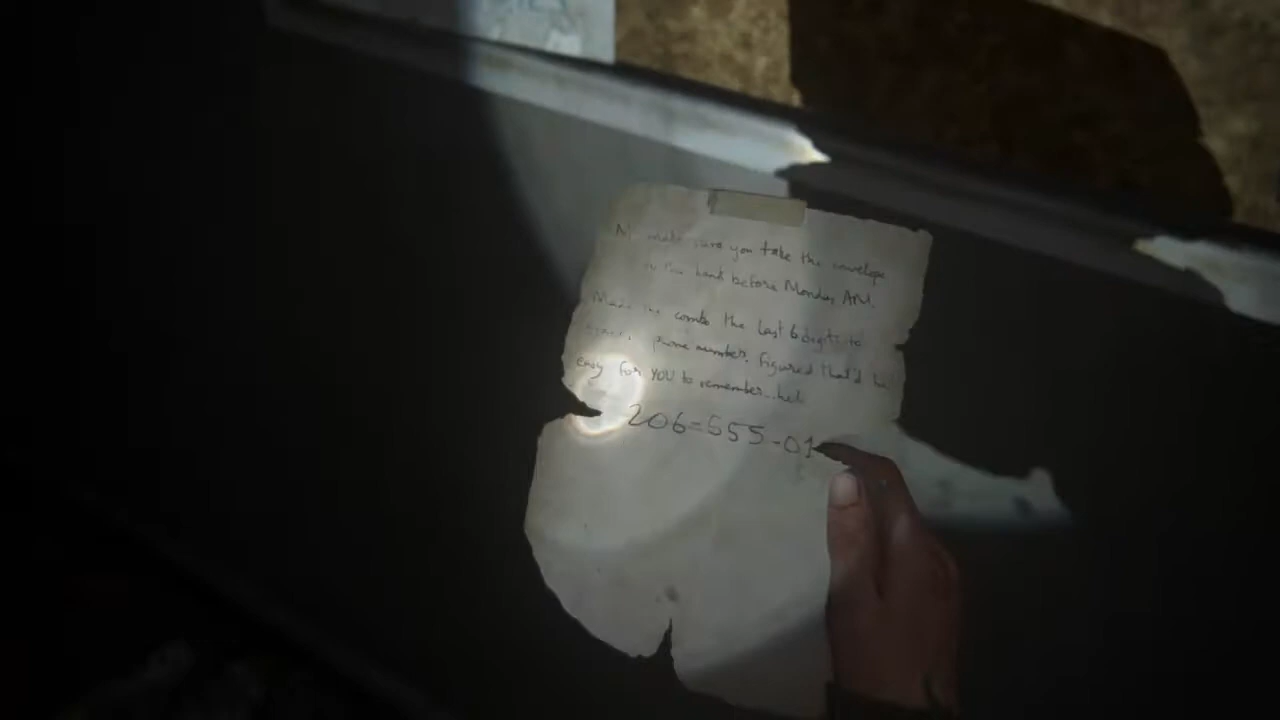 make sure you take the envelope
to the bank before Monday AM.
Made the combo the last 6 digits to
phone number, figured that'd be
easy for YOU to remember...heh
206-555-01